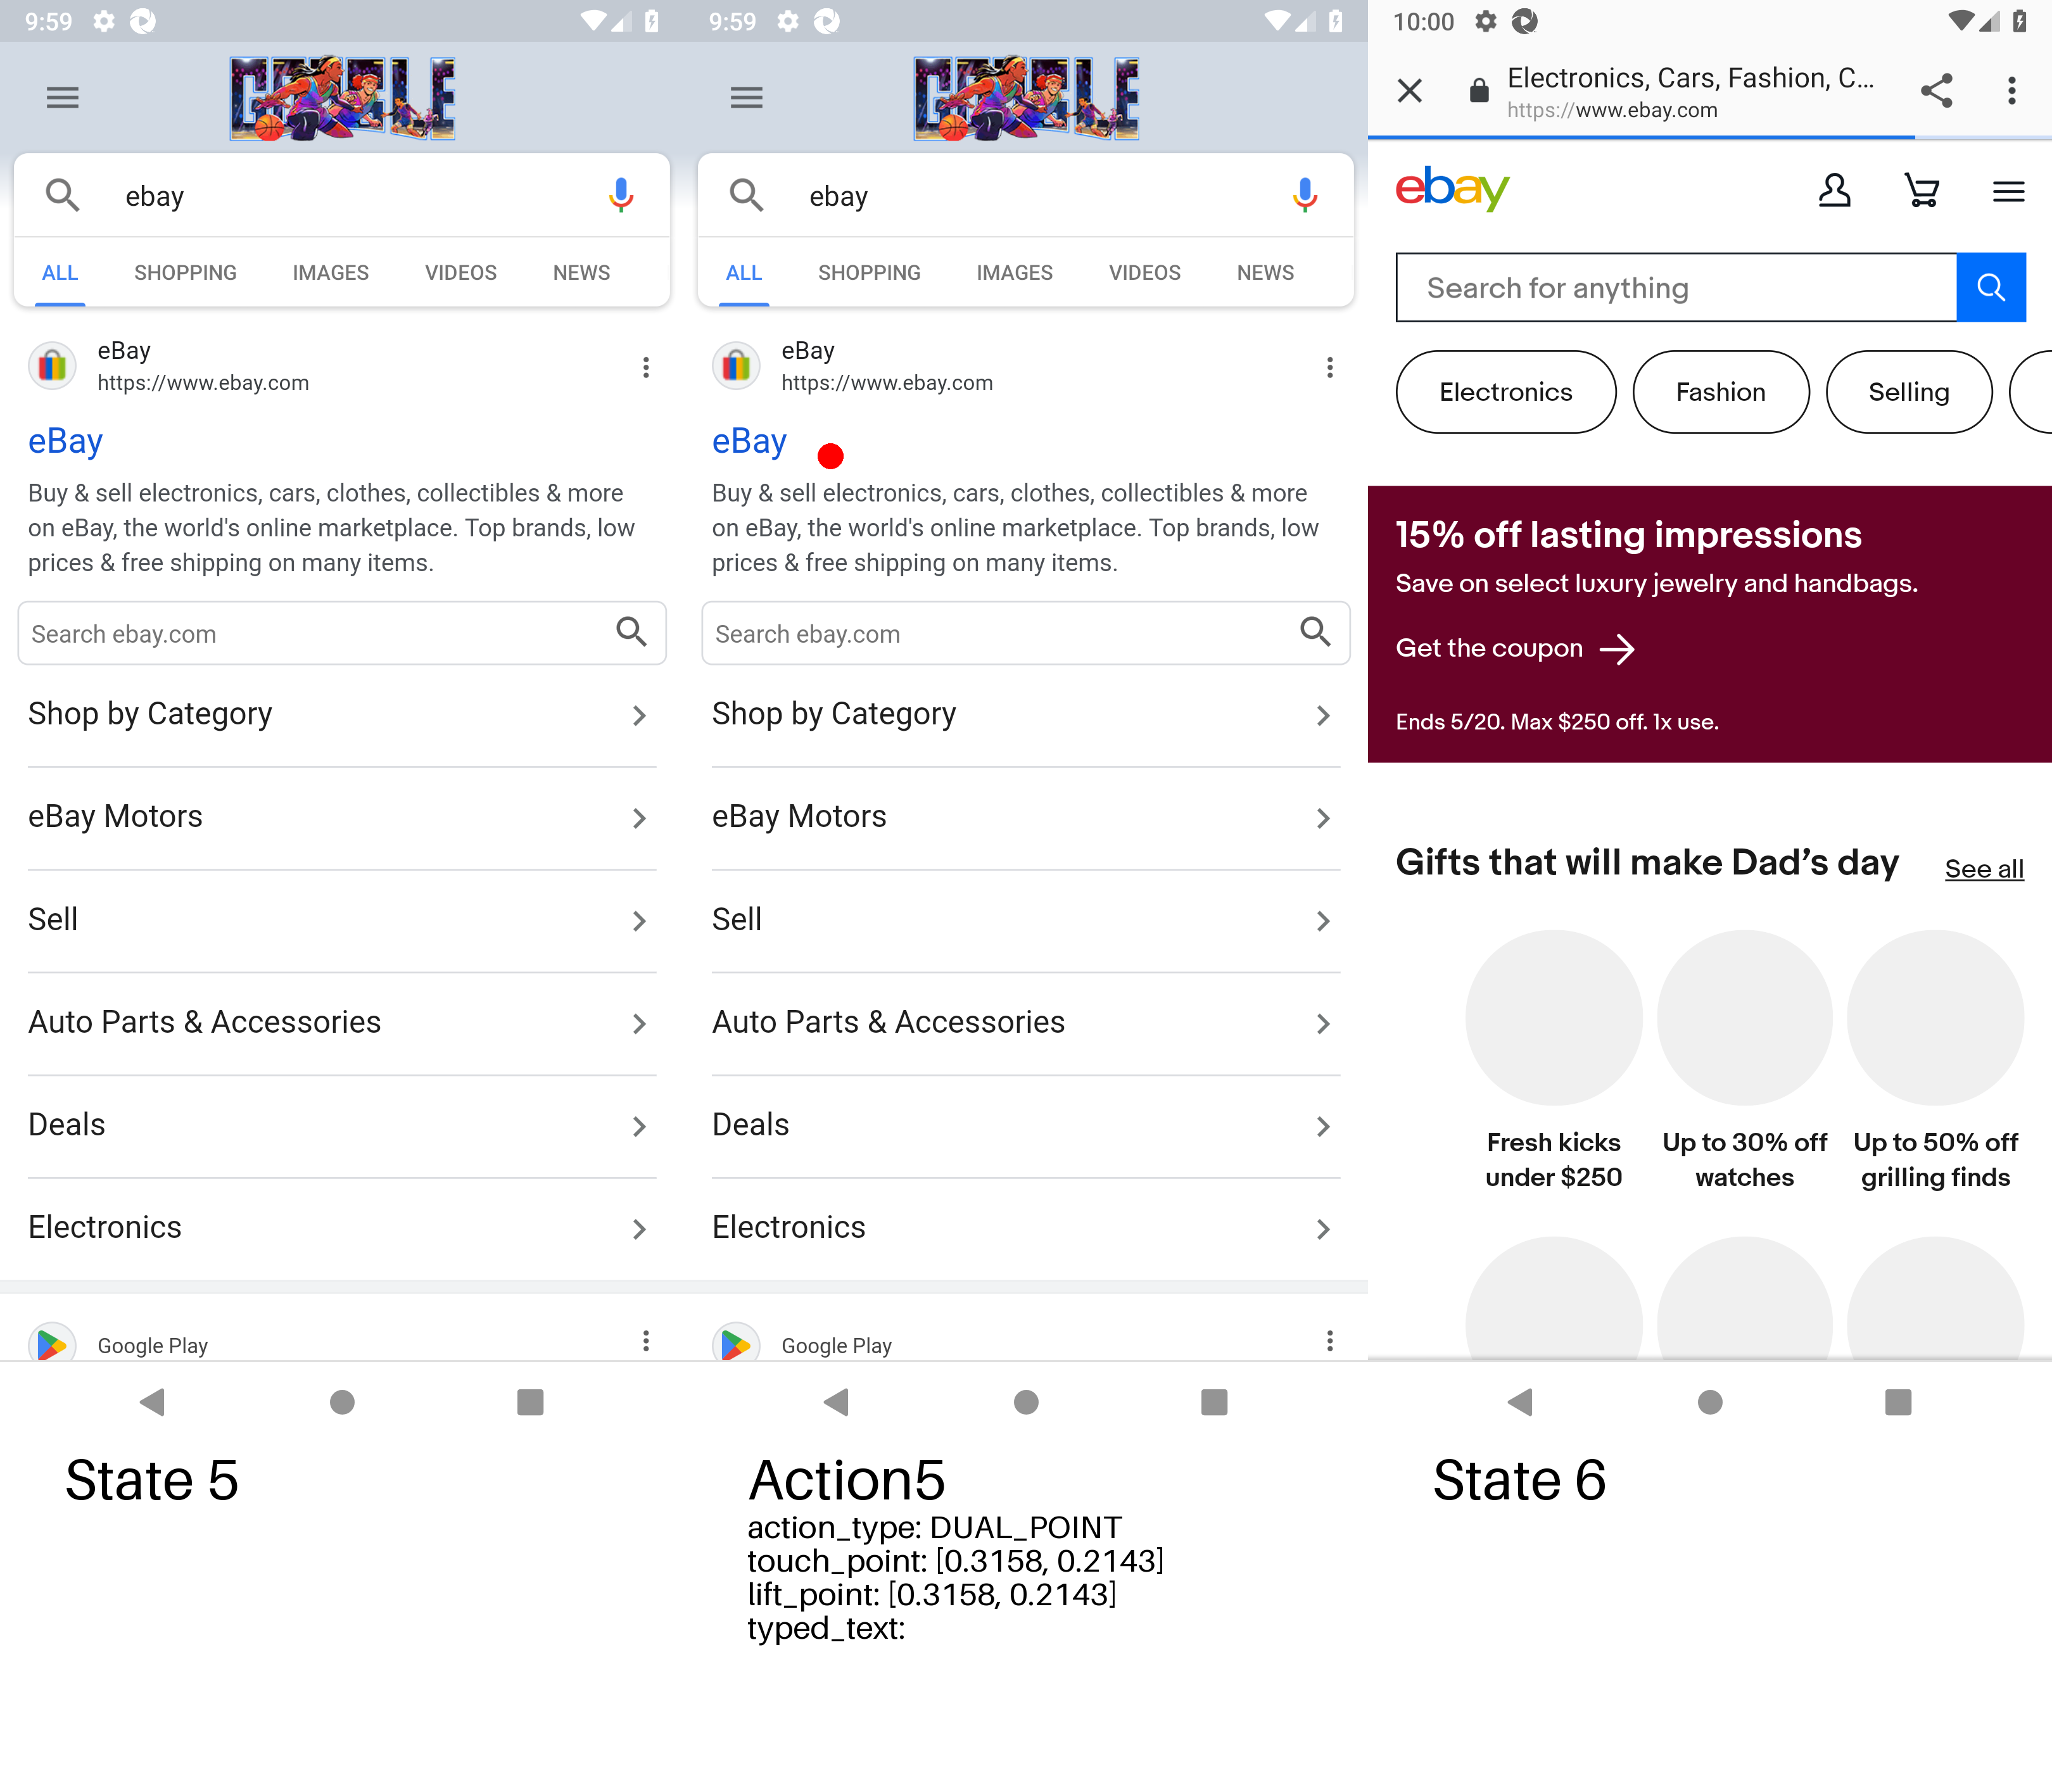 9:59
ebay
ALL SHOPPING IMAGES VIDEOS NEWS
eBay
https://www.ebay.com
eBay
Buy & sell electronics, cars, clothes, collectibles & more
on eBay, the world's online marketplace. Top brands, low
prices & free shipping on many items.
Search ebay.com
Shop by Category
eBay Motors
Sell
Auto Parts & Accessories
Deals
Electronics
Google Play
State 5
9:59
ebay
ALL SHOPPING IMAGES VIDEOS NEWS
eBay
https://www.ebay.com
eBay
Buy & sell electronics, cars, clothes, collectibles & more
on eBay, the world's online marketplace. Top brands, low
prices & free shipping on many items.
Search ebay.com
Shop by Category
eBay Motors
Sell
Auto Parts & Accessories
Deals
Electronics
Google Play
Action5
action_type: DUAL_POINT
touch_point: [0.3158, 0.2143]
lift_point: [0.3158, 0.2143]
typed_text:
10:00
Electronics, Cars, Fashion, C...
https://www.ebay.com
ebay
Search for anything
Electronics Fashion Selling
15% off lasting impressions
Save on select luxury jewelry and handbags.
Get the coupon
Ends 5/20. Max $250 off. 1x use.
Gifts that will make Dad's day See all
Fresh kicks Up to 30% off Up to 50% off
under $250 watches grilling finds
State 6